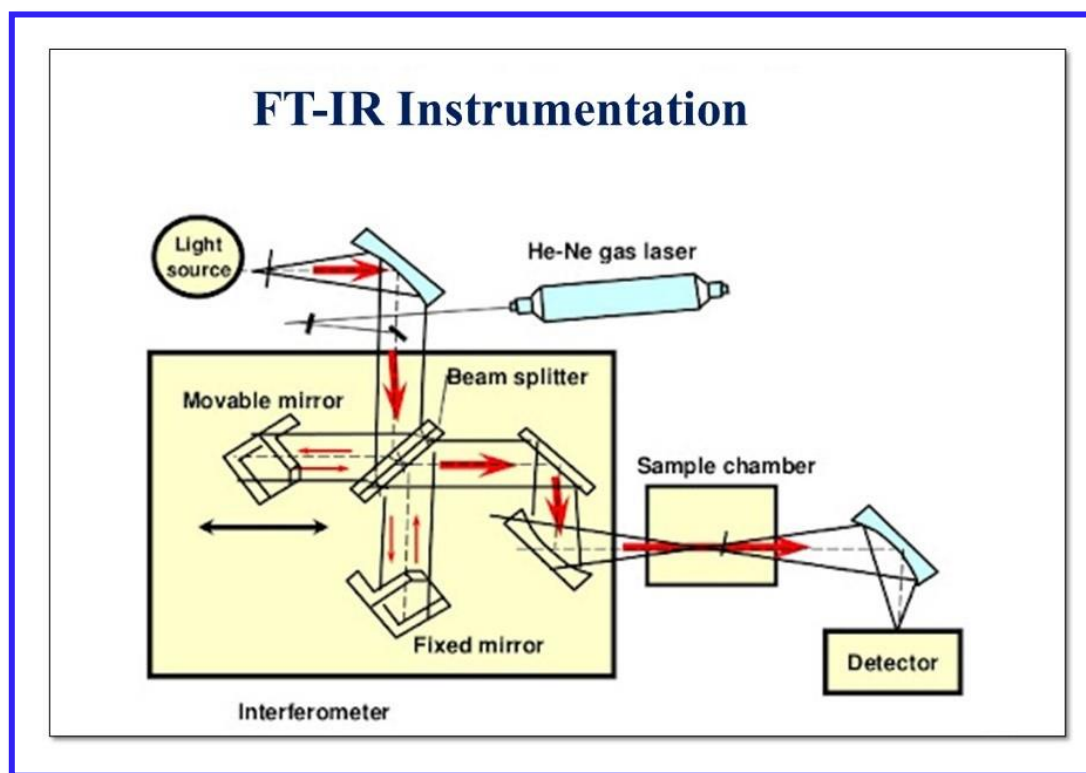 FT-IR Instrumentation
Light
source
He-Ne gas laser
Beam splitter
Movable mirror
Sample chamber
Fixed mirror
Detector
Interferometer